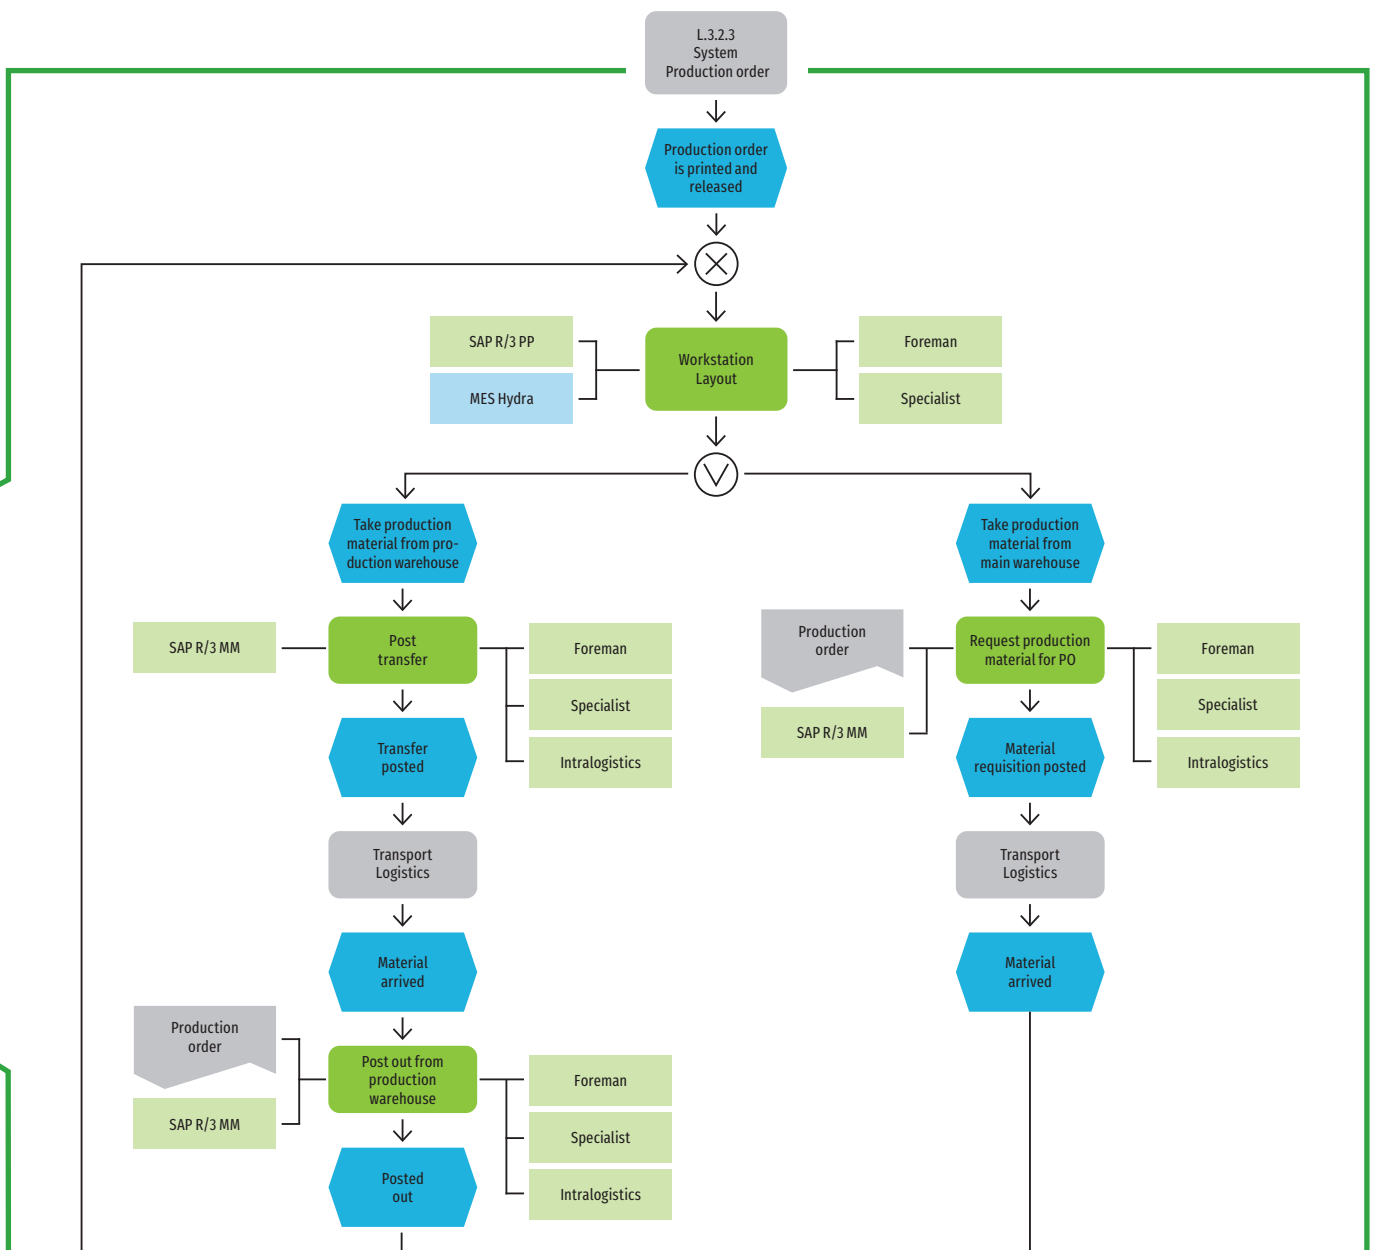 L.3.2.3
System
Production order
Production order
is printed and
released
SAP R/3 PP
MES Hydra
Workstation
Layout
Foreman
Specialist
Take production
material from pro-
duction warehouse
Take production
material from
main warehouse
SAP R/3 MM
Post
transfer
Foreman
Specialist
Intralogistics
Production
order
SAP R/3 MM
Request production
material for PO
Foreman
Specialist
Intralogistics
Transfer
posted
Material
requisition posted
Transport
Logistics
Transport
Logistics
Material
arrived
Material
arrived
Production
order
SAP R/3 MM
Post out from
production
warehouse
Foreman
Specialist
Intralogistics
Posted
out